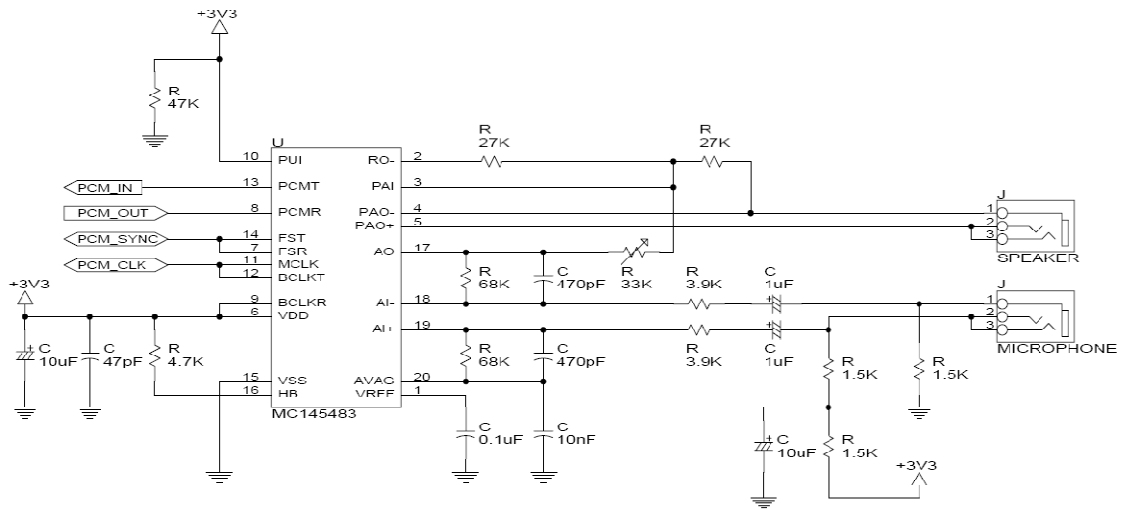 +3V3
R
47K
U
R
27K
R
27K
10 PUI RO- 2
PCM_IN 13 PCMT PAI 3
PCM_OUT 8 PCMR PAO- 4
PAO+ 5
PCM_SYNC 14 FST
7 FSR AO 17
PCM_CLK 11 MCLK
12 BCLKT
J
1
2
3
SPEAKER
R
68K
C
470pF
R
33K
+3V3
9 BCLKR AI- 18
6 VDD AI+ 19
R
3.9K
C
1uF
J
1
2
3
MICROPHONE
C
10uF
C
47pF
R
4.7K
R
68K
C
470pF
R
3.9K
C
1uF
R
1.5K
R
1.5K
15 VSS AVAG 20
16 HB VREF 1
MC145483
C
0.1uF
C
10nF
C
10uF
R
1.5K
+3V3